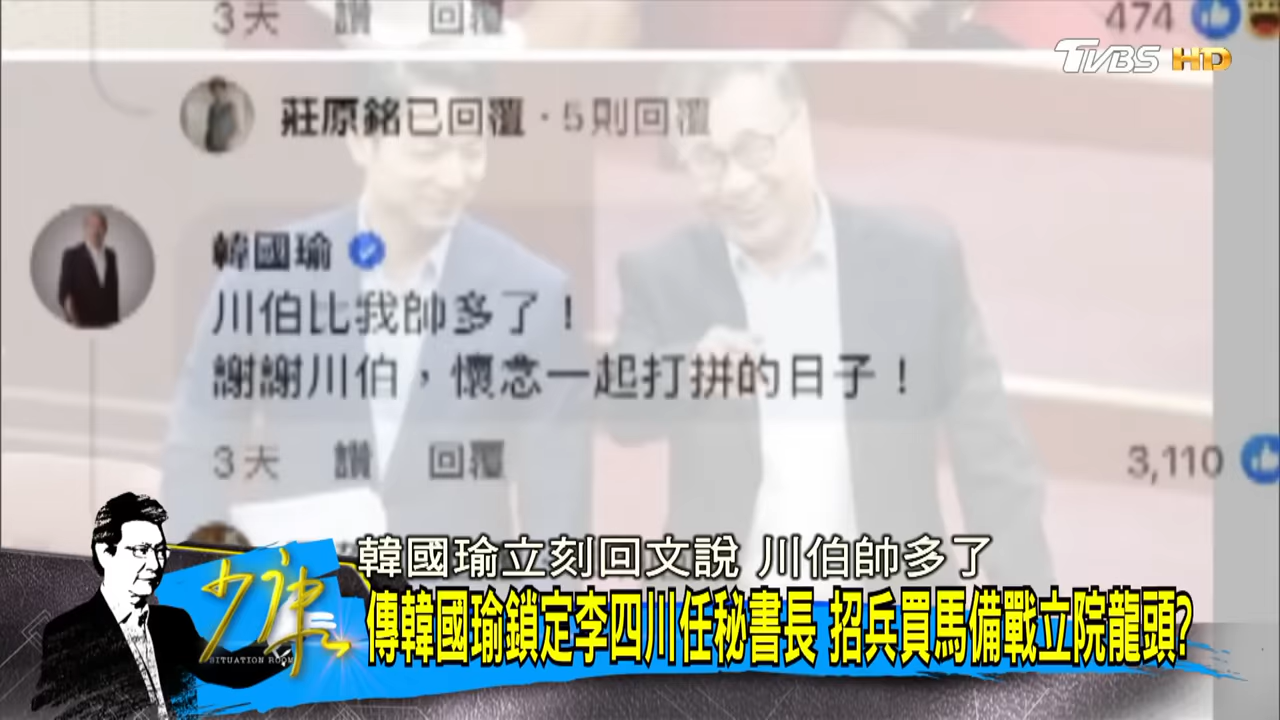 3天 讚 回覆 474
TVBS HD
莊原銘已回覆·5則回覆
韓國瑜
川伯比我帥多了！
謝謝川伯，懷念一起打拼的日子！
3天 讚 回覆 3,110
韓國瑜立刻回文說 川伯帥多了
少康
SITUATION ROOM
傳韓國瑜鎖定李四川任秘書長 招兵買馬備戰立院龍頭?